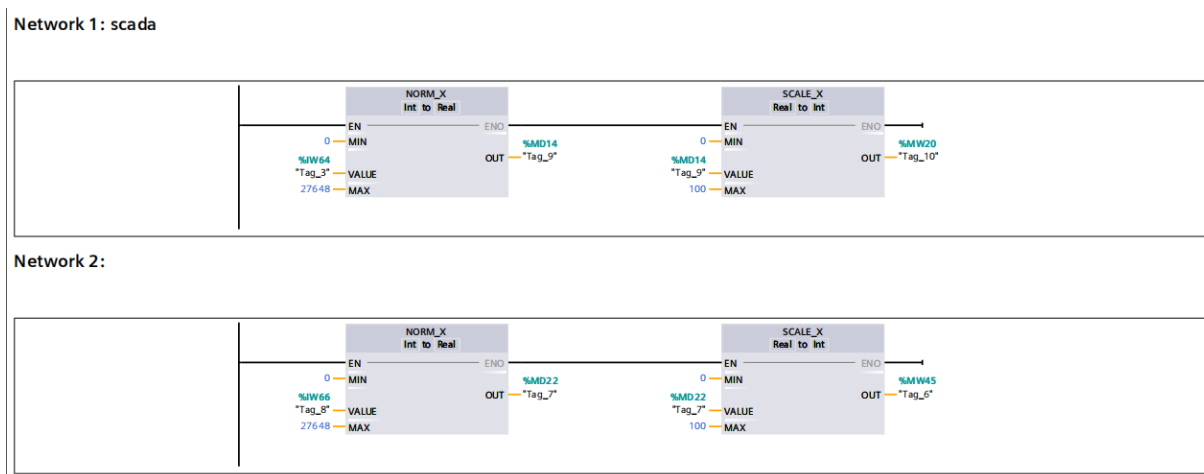 Network 1: scada
NORM_X
Int to Real
SCALE_X
Real to Int
EN
ENO
EN
ENO
0
MIN
%MD14
0
MIN
%MW20
%IW64
OUT
"Tag_9"
%MD14
OUT
"Tag_10"
"Tag_3"
VALUE
"Tag_9"
VALUE
27648
MAX
100
MAX
Network 2:
NORM_X
Int to Real
SCALE_X
Real to Int
EN
ENO
EN
ENO
0
MIN
%MD22
0
MIN
%MW45
%IW66
OUT
"Tag_7"
%MD22
OUT
"Tag_6"
"Tag_8"
VALUE
"Tag_7"
VALUE
27648
MAX
100
MAX